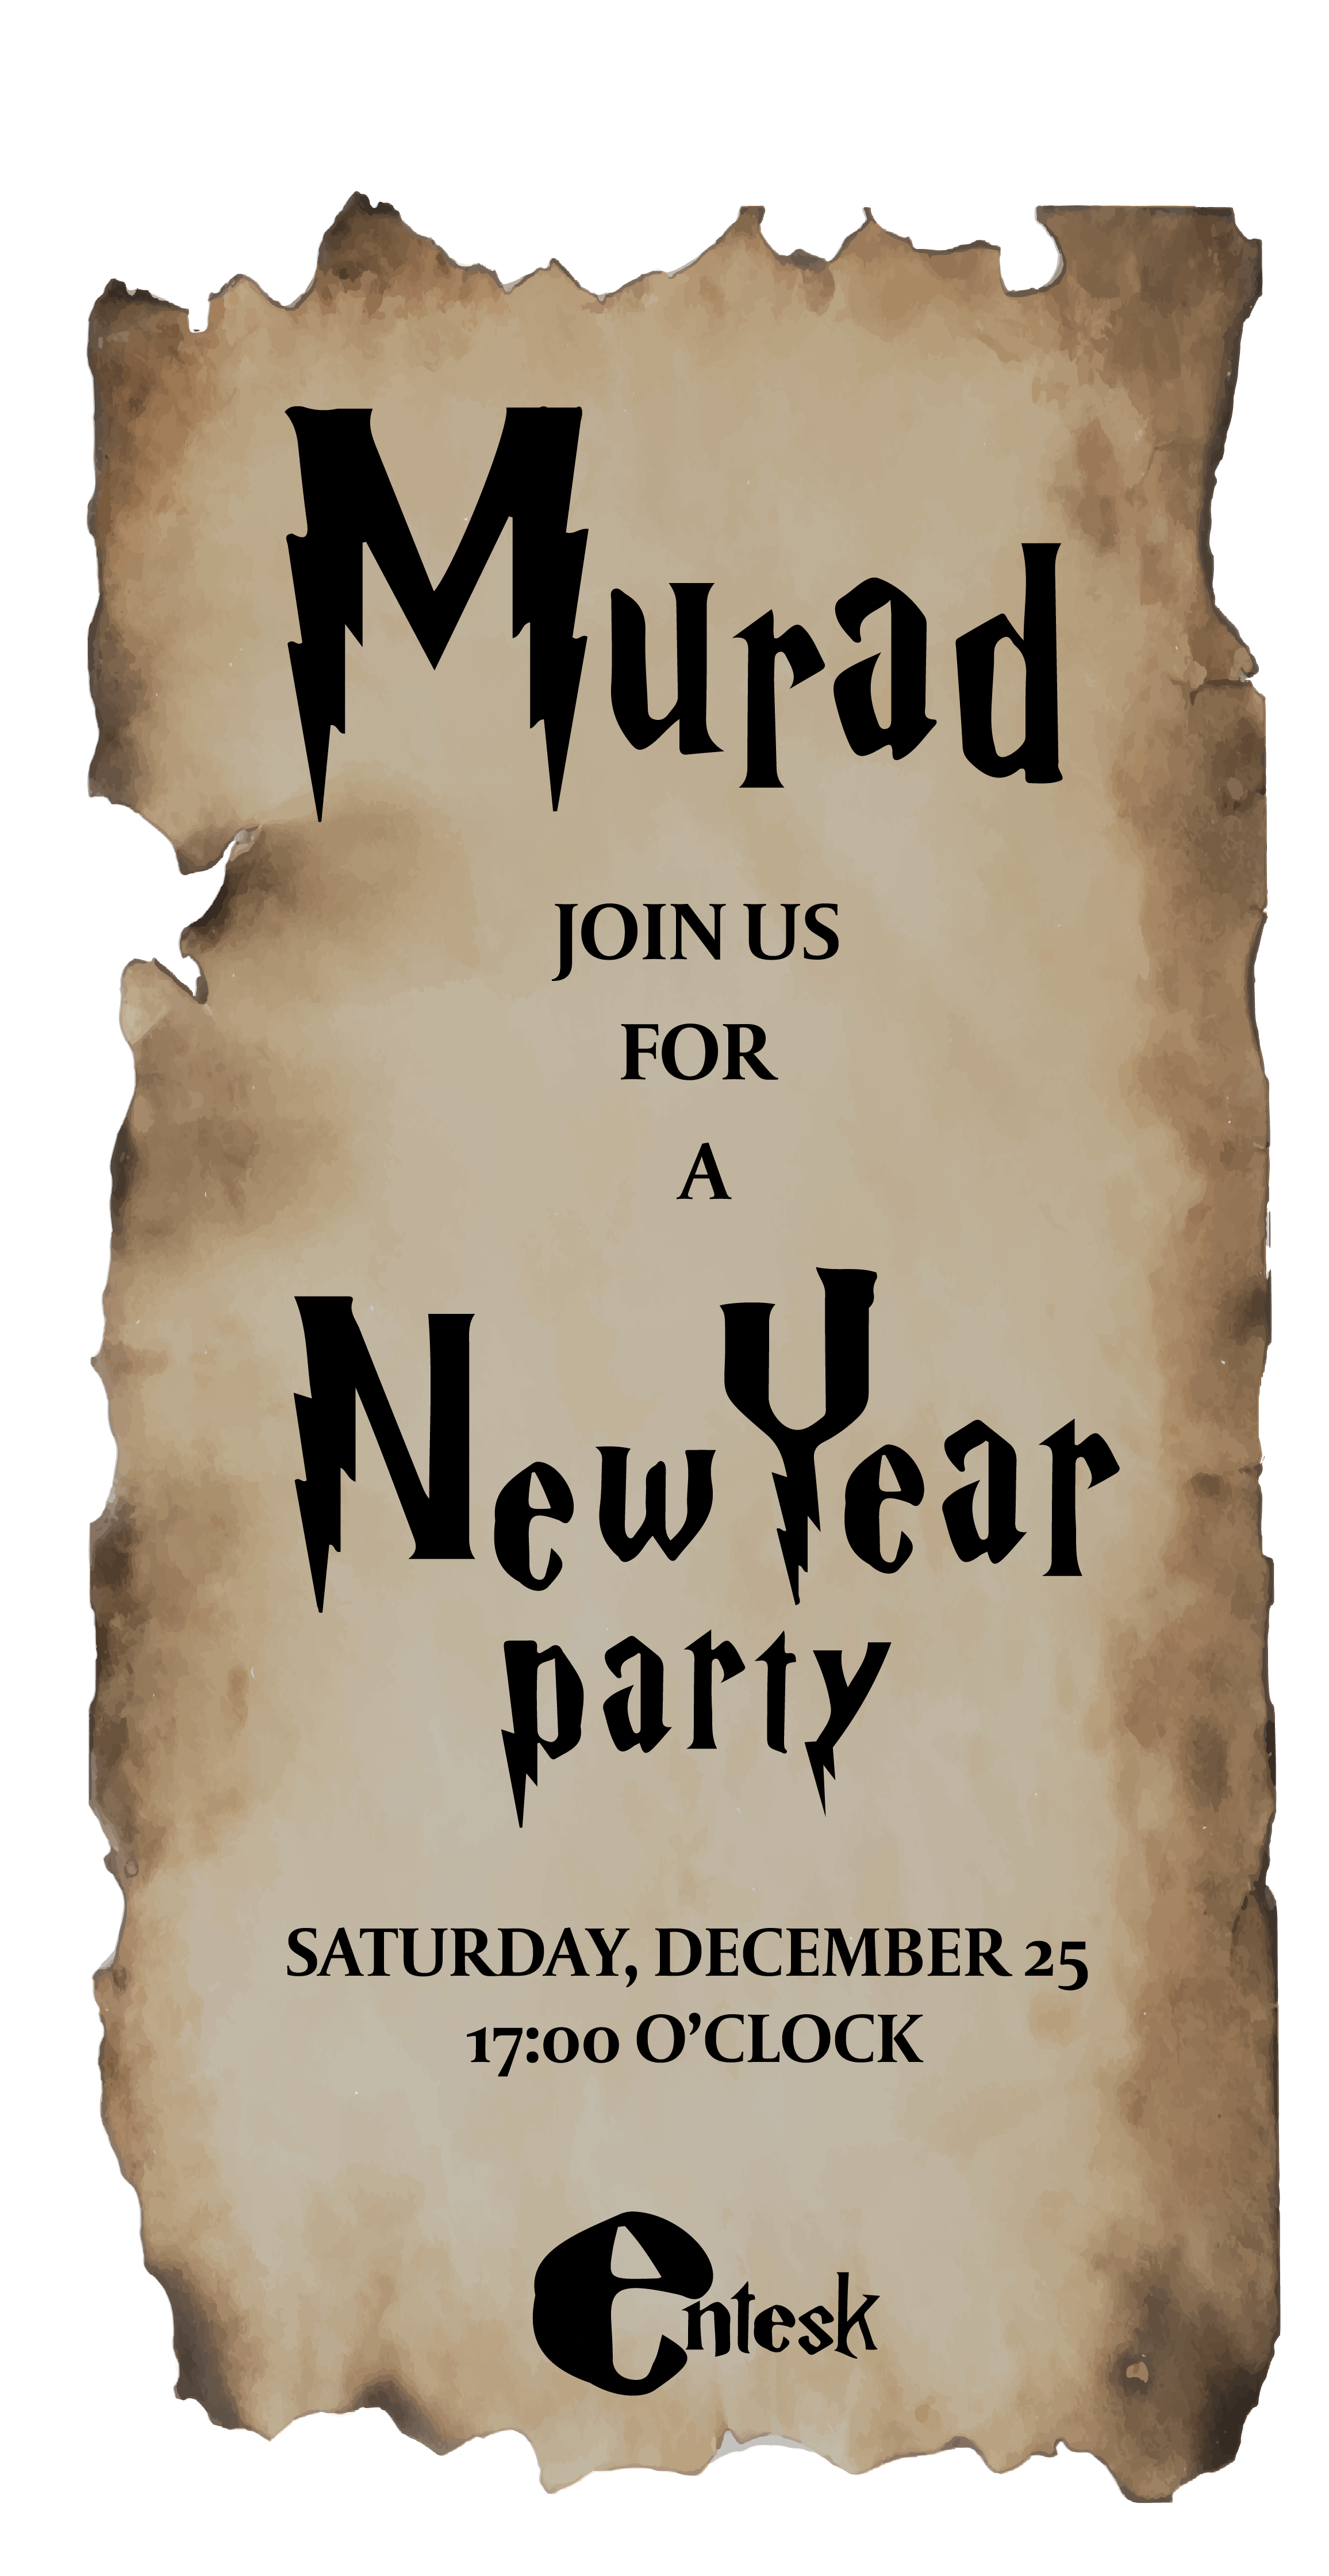 Murad
JOIN US
FOR
A
New Year
party
SATURDAY, DECEMBER 25
17:00 O’CLOCK
entesk